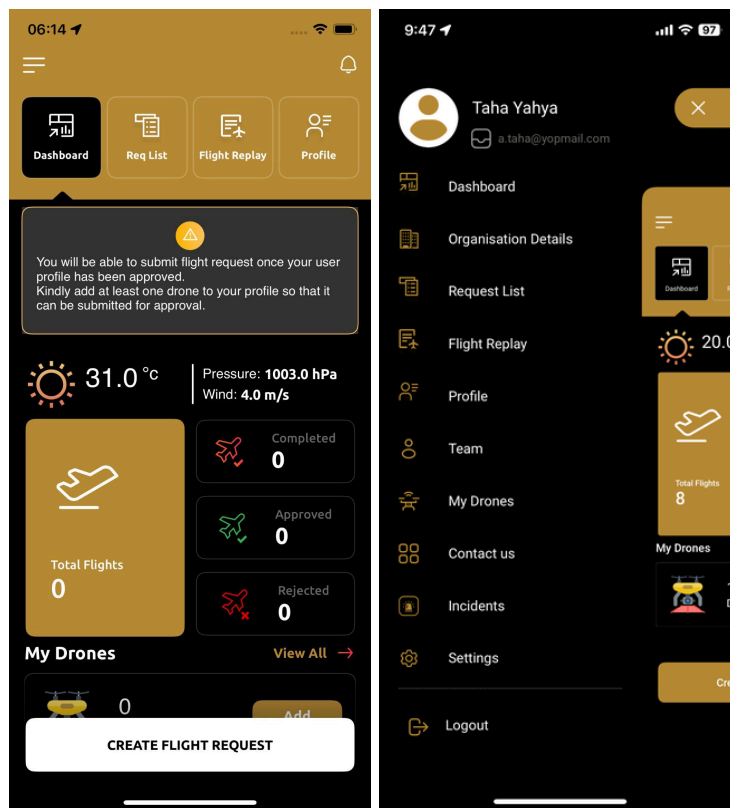 06:14
Dashboard
Req List
Flight Replay
Profile
You will be able to submit flight request once your user
profile has been approved.
Kindly add at least one drone to your profile so that it
can be submitted for approval.
31.0 °c
Pressure: 1003.0 hPa
Wind: 4.0 m/s
Total Flights
0
Completed
0
Approved
0
Rejected
0
My Drones
View All
0
Add
CREATE FLIGHT REQUEST
9:47
97
Taha Yahya
a.taha@yopmail.com
Dashboard
Organisation Details
Request List
Flight Replay
Profile
Team
My Drones
Contact us
Incidents
Settings
Logout
Dashboard
20.0
Total Flights
8
My Drones
Cre